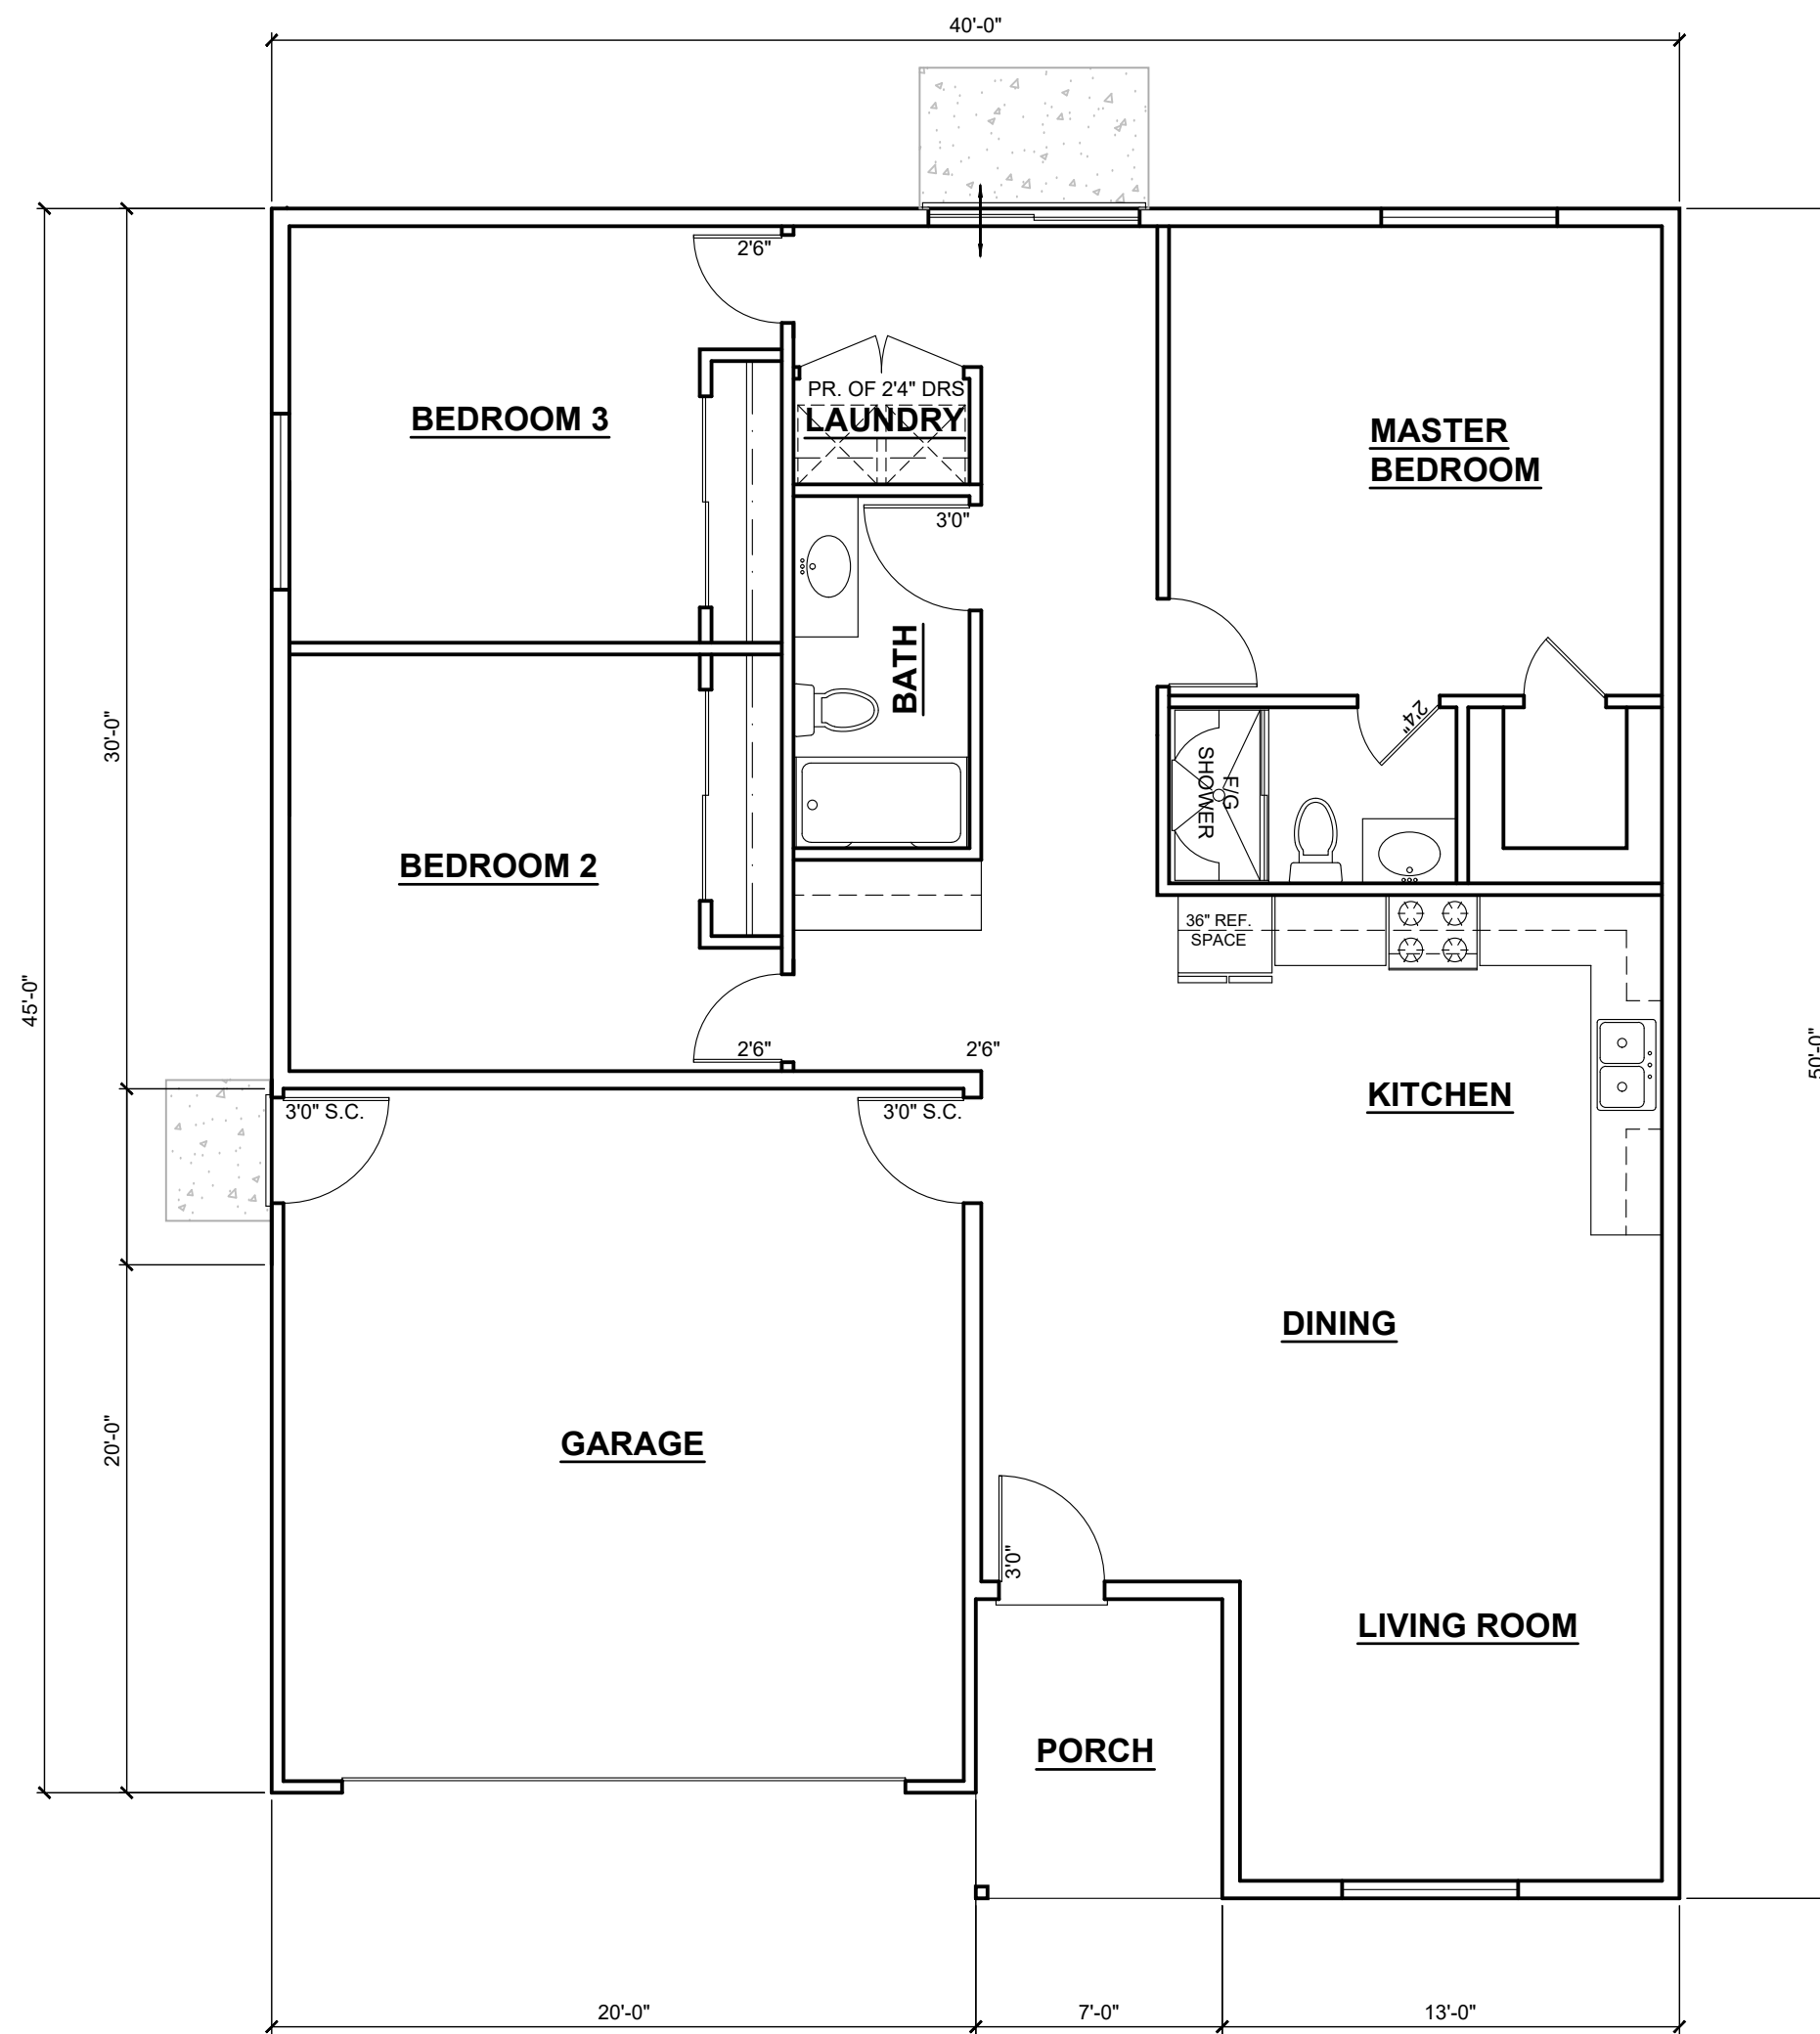 40'-0"
2'6"
PR. OF 2'4" DRS
LAUNDRY
BEDROOM 3
MASTER
BEDROOM
3'0"
BATH
2'4"
F/G
SHOWER
30'-0"
BEDROOM 2
36" REF.
SPACE
45'-0"
2'6"
2'6"
50'-0"
3'0" S.C.
3'0" S.C.
KITCHEN
DINING
20'-0"
GARAGE
3'0"
LIVING ROOM
PORCH
20'-0"
7'-0"
13'-0"